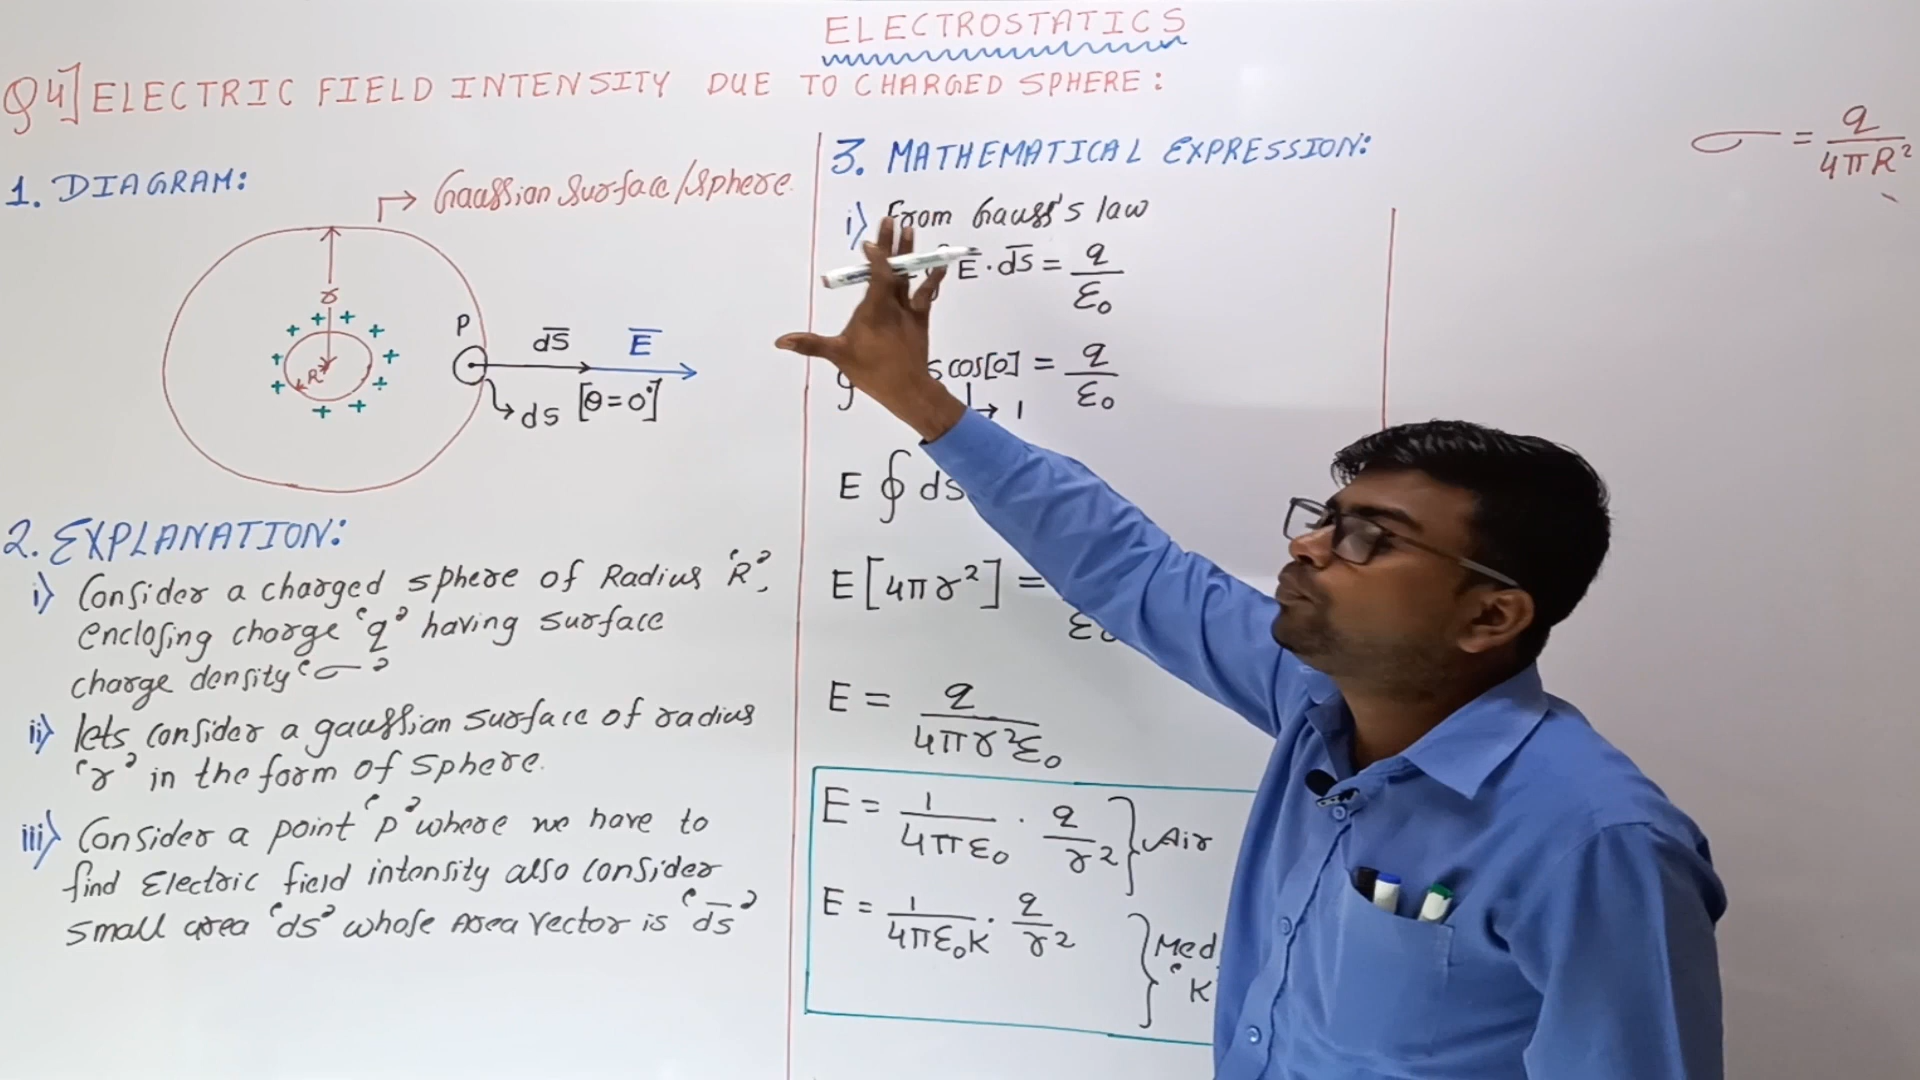 ELECTROSTATICS
Q4] ELECTRIC FIELD INTENSITY DUE TO CHARGED SPHERE:
1. DIAGRAM:
Gaussian Surface/Sphere
r
R
P
ds
E
[θ=0°]
ds
2. EXPLANATION:
i) Consider a charged sphere of Radius 'R',
enclosing charge 'q' having surface
charge density 'σ'
ii) lets consider a gaussian surface of radius
'r' in the form of sphere.
iii) Consider a point 'P' where we have to
find Electric field intensity also consider
small area 'ds' whose Area vector is 'ds'
3. MATHEMATICAL EXPRESSION:
i) From Gauss's law
E · ds = q/ε₀
s cos[0] = q/ε₀
→ 1
E ∮ ds
E [4πr²] =
E = q/4πr²ε₀
E = 1/4πε₀ · q/r² } Air
E = 1/4πε₀K · q/r² } Med
'K
σ = q/4πR²